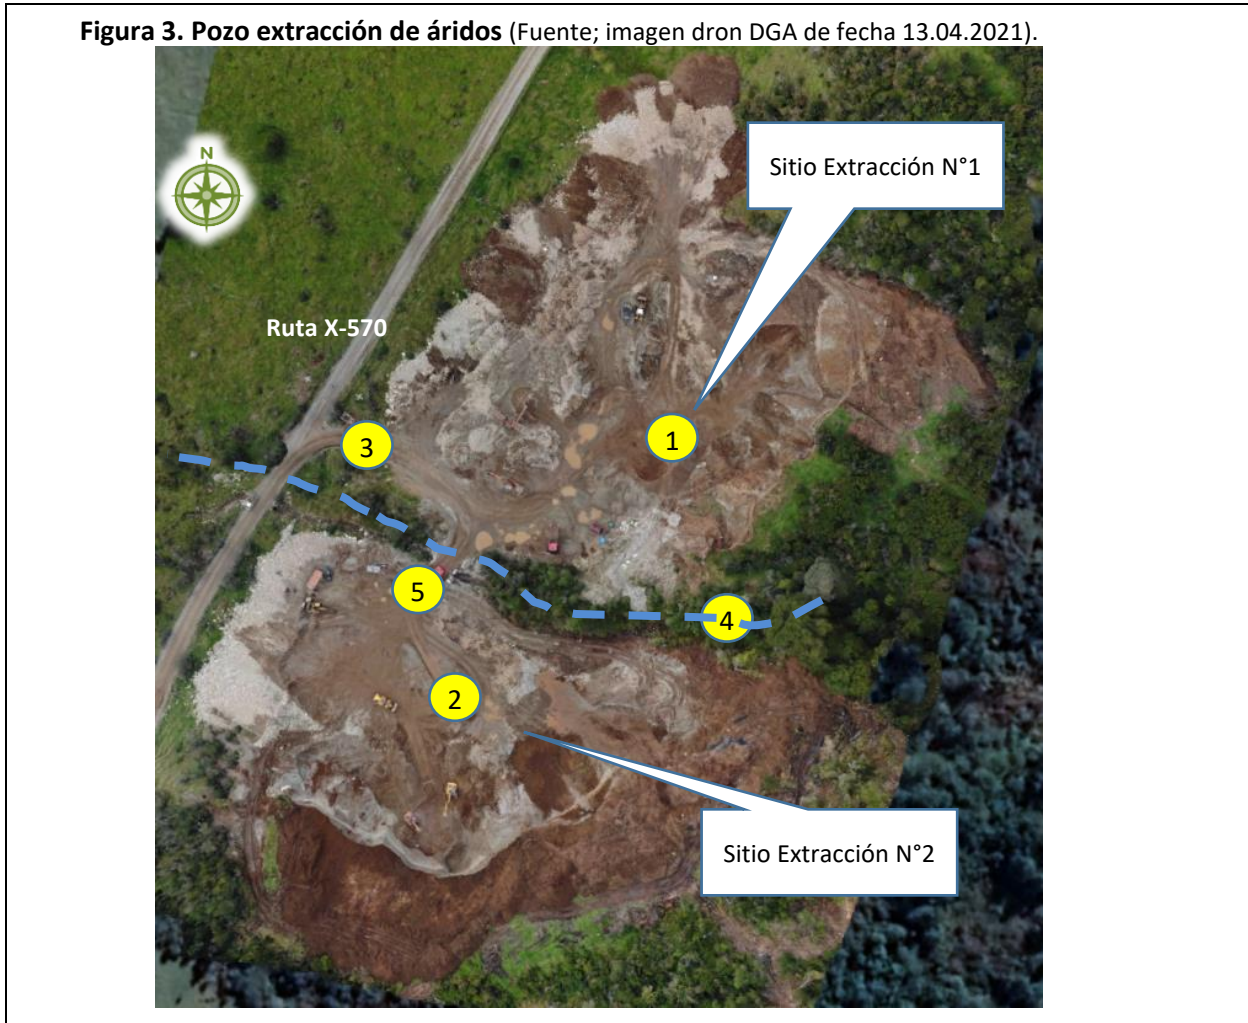 Figura 3. Pozo extracción de áridos (Fuente; imagen dron DGA de fecha 13.04.2021).
N
Sitio Extracción N°1
Ruta X-570
3
1
5
4
2
Sitio Extracción N°2